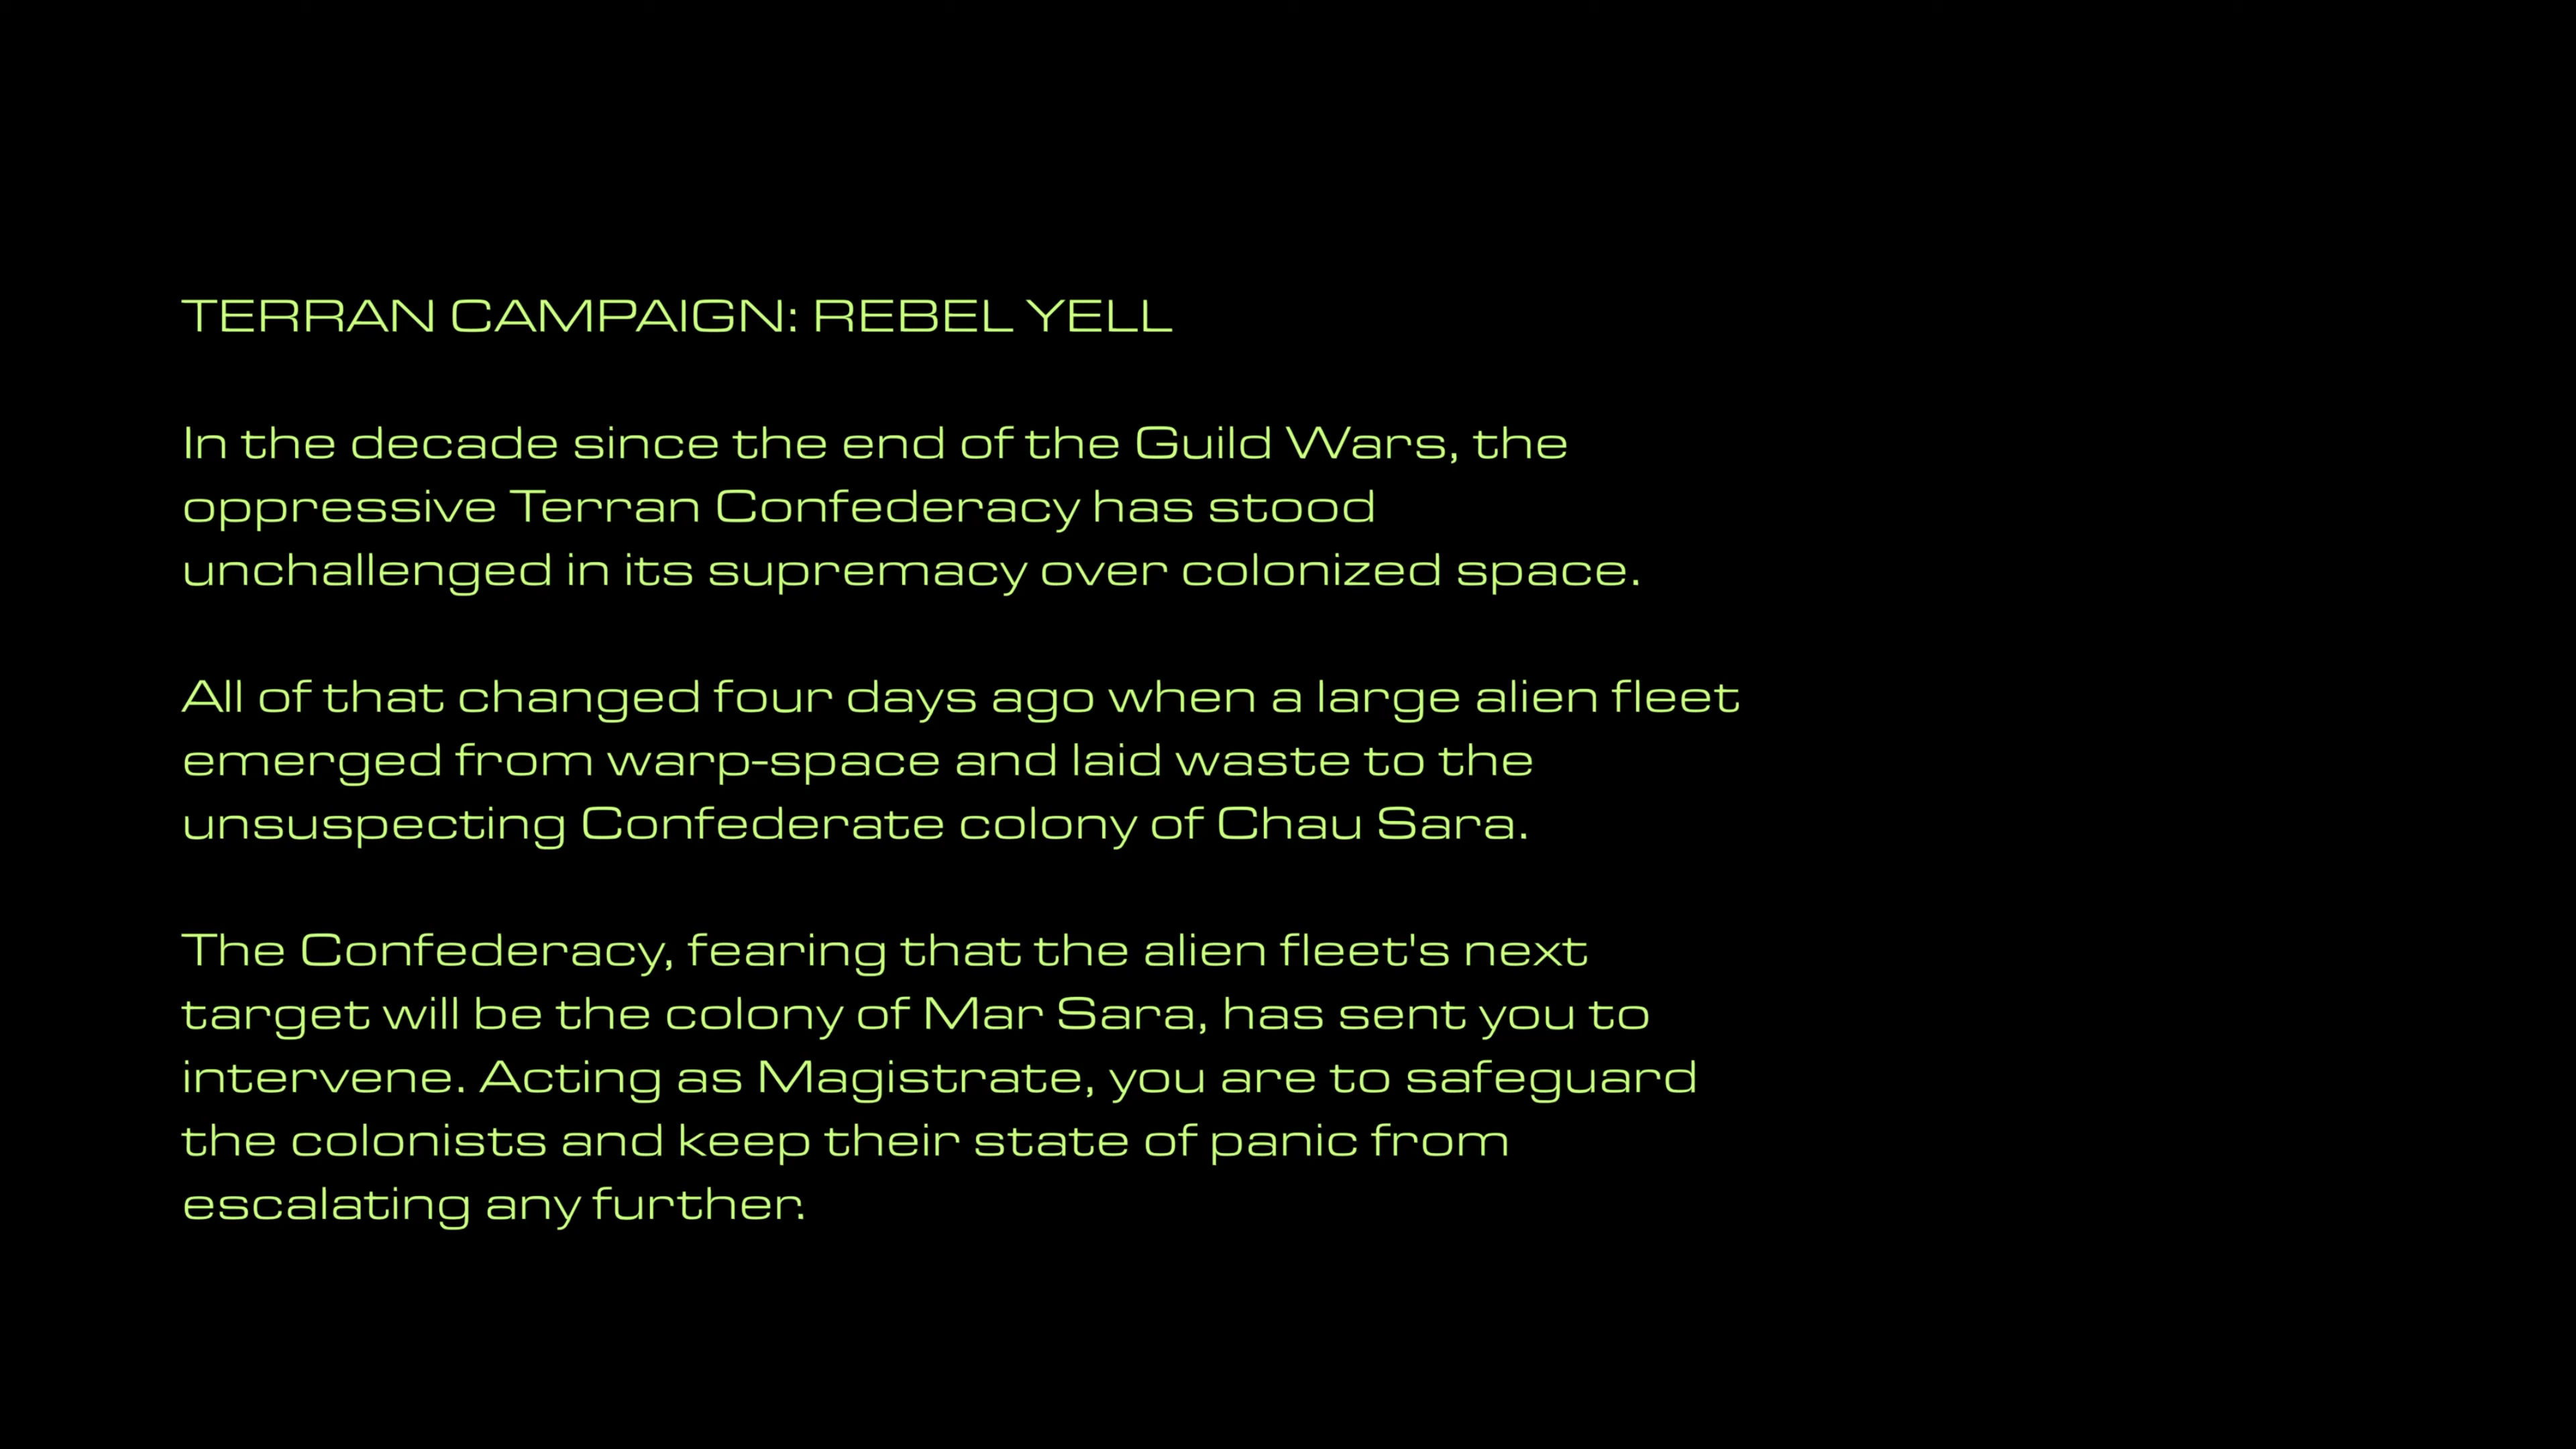 TERRAN CAMPAIGN: REBEL YELL
In the decade since the end of the Guild Wars, the
oppressive Terran Confederacy has stood
unchallenged in its supremacy over colonized space.
All of that changed four days ago when a large alien fleet
emerged from warp-space and laid waste to the
unsuspecting Confederate colony of Chau Sara.
The Confederacy, fearing that the alien fleet's next
target will be the colony of Mar Sara, has sent you to
intervene. Acting as Magistrate, you are to safeguard
the colonists and keep their state of panic from
escalating any further.